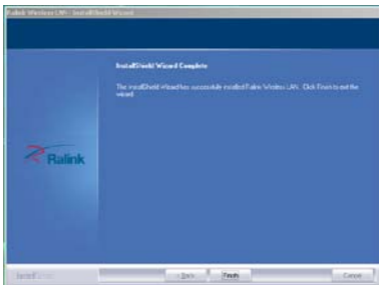 Ralink Wireless LAN - InstallShield Wizard
InstallShield Wizard Complete
The InstallShield Wizard has successfully installed Ralink Wireless LAN. Click Finish to exit the
wizard.
Ralink
InstallShield
< Back
Finish
Cancel